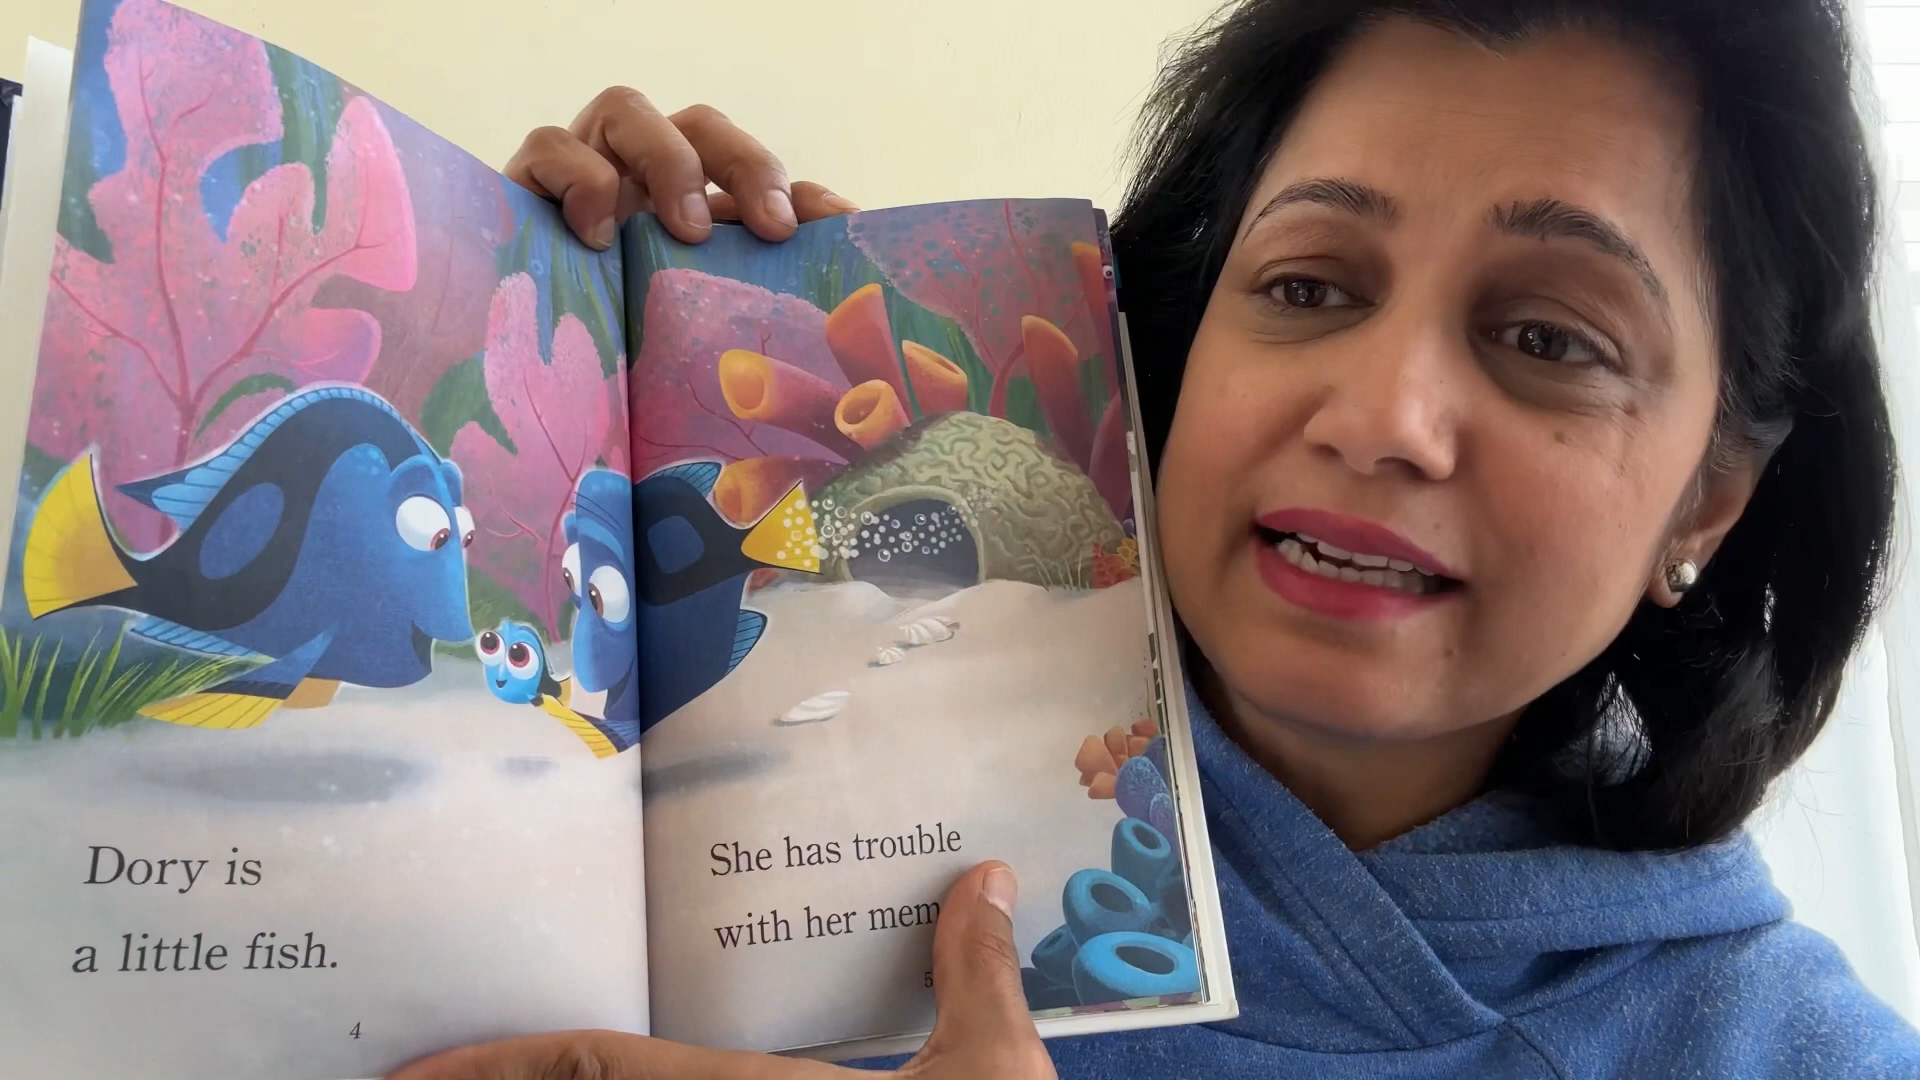 Dory is
a little fish.
4
She has trouble
with her mem
5